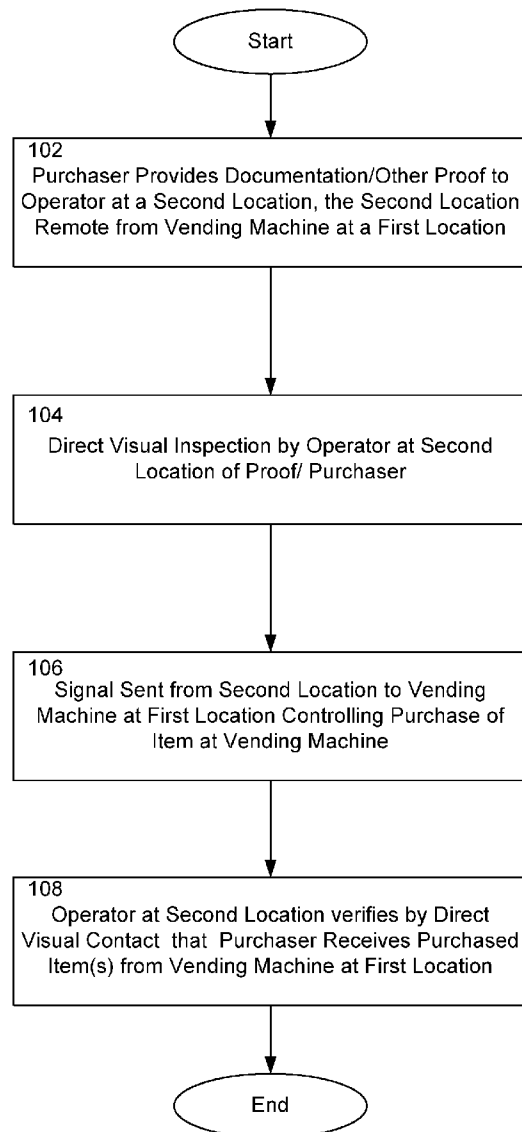 Start
102
Purchaser Provides Documentation/Other Proof to
Operator at a Second Location, the Second Location
Remote from Vending Machine at a First Location
104
Direct Visual Inspection by Operator at Second
Location of Proof/ Purchaser
106
Signal Sent from Second Location to Vending
Machine at First Location Controlling Purchase of
Item at Vending Machine
108
Operator at Second Location verifies by Direct
Visual Contact that Purchaser Receives Purchased
Item(s) from Vending Machine at First Location
End